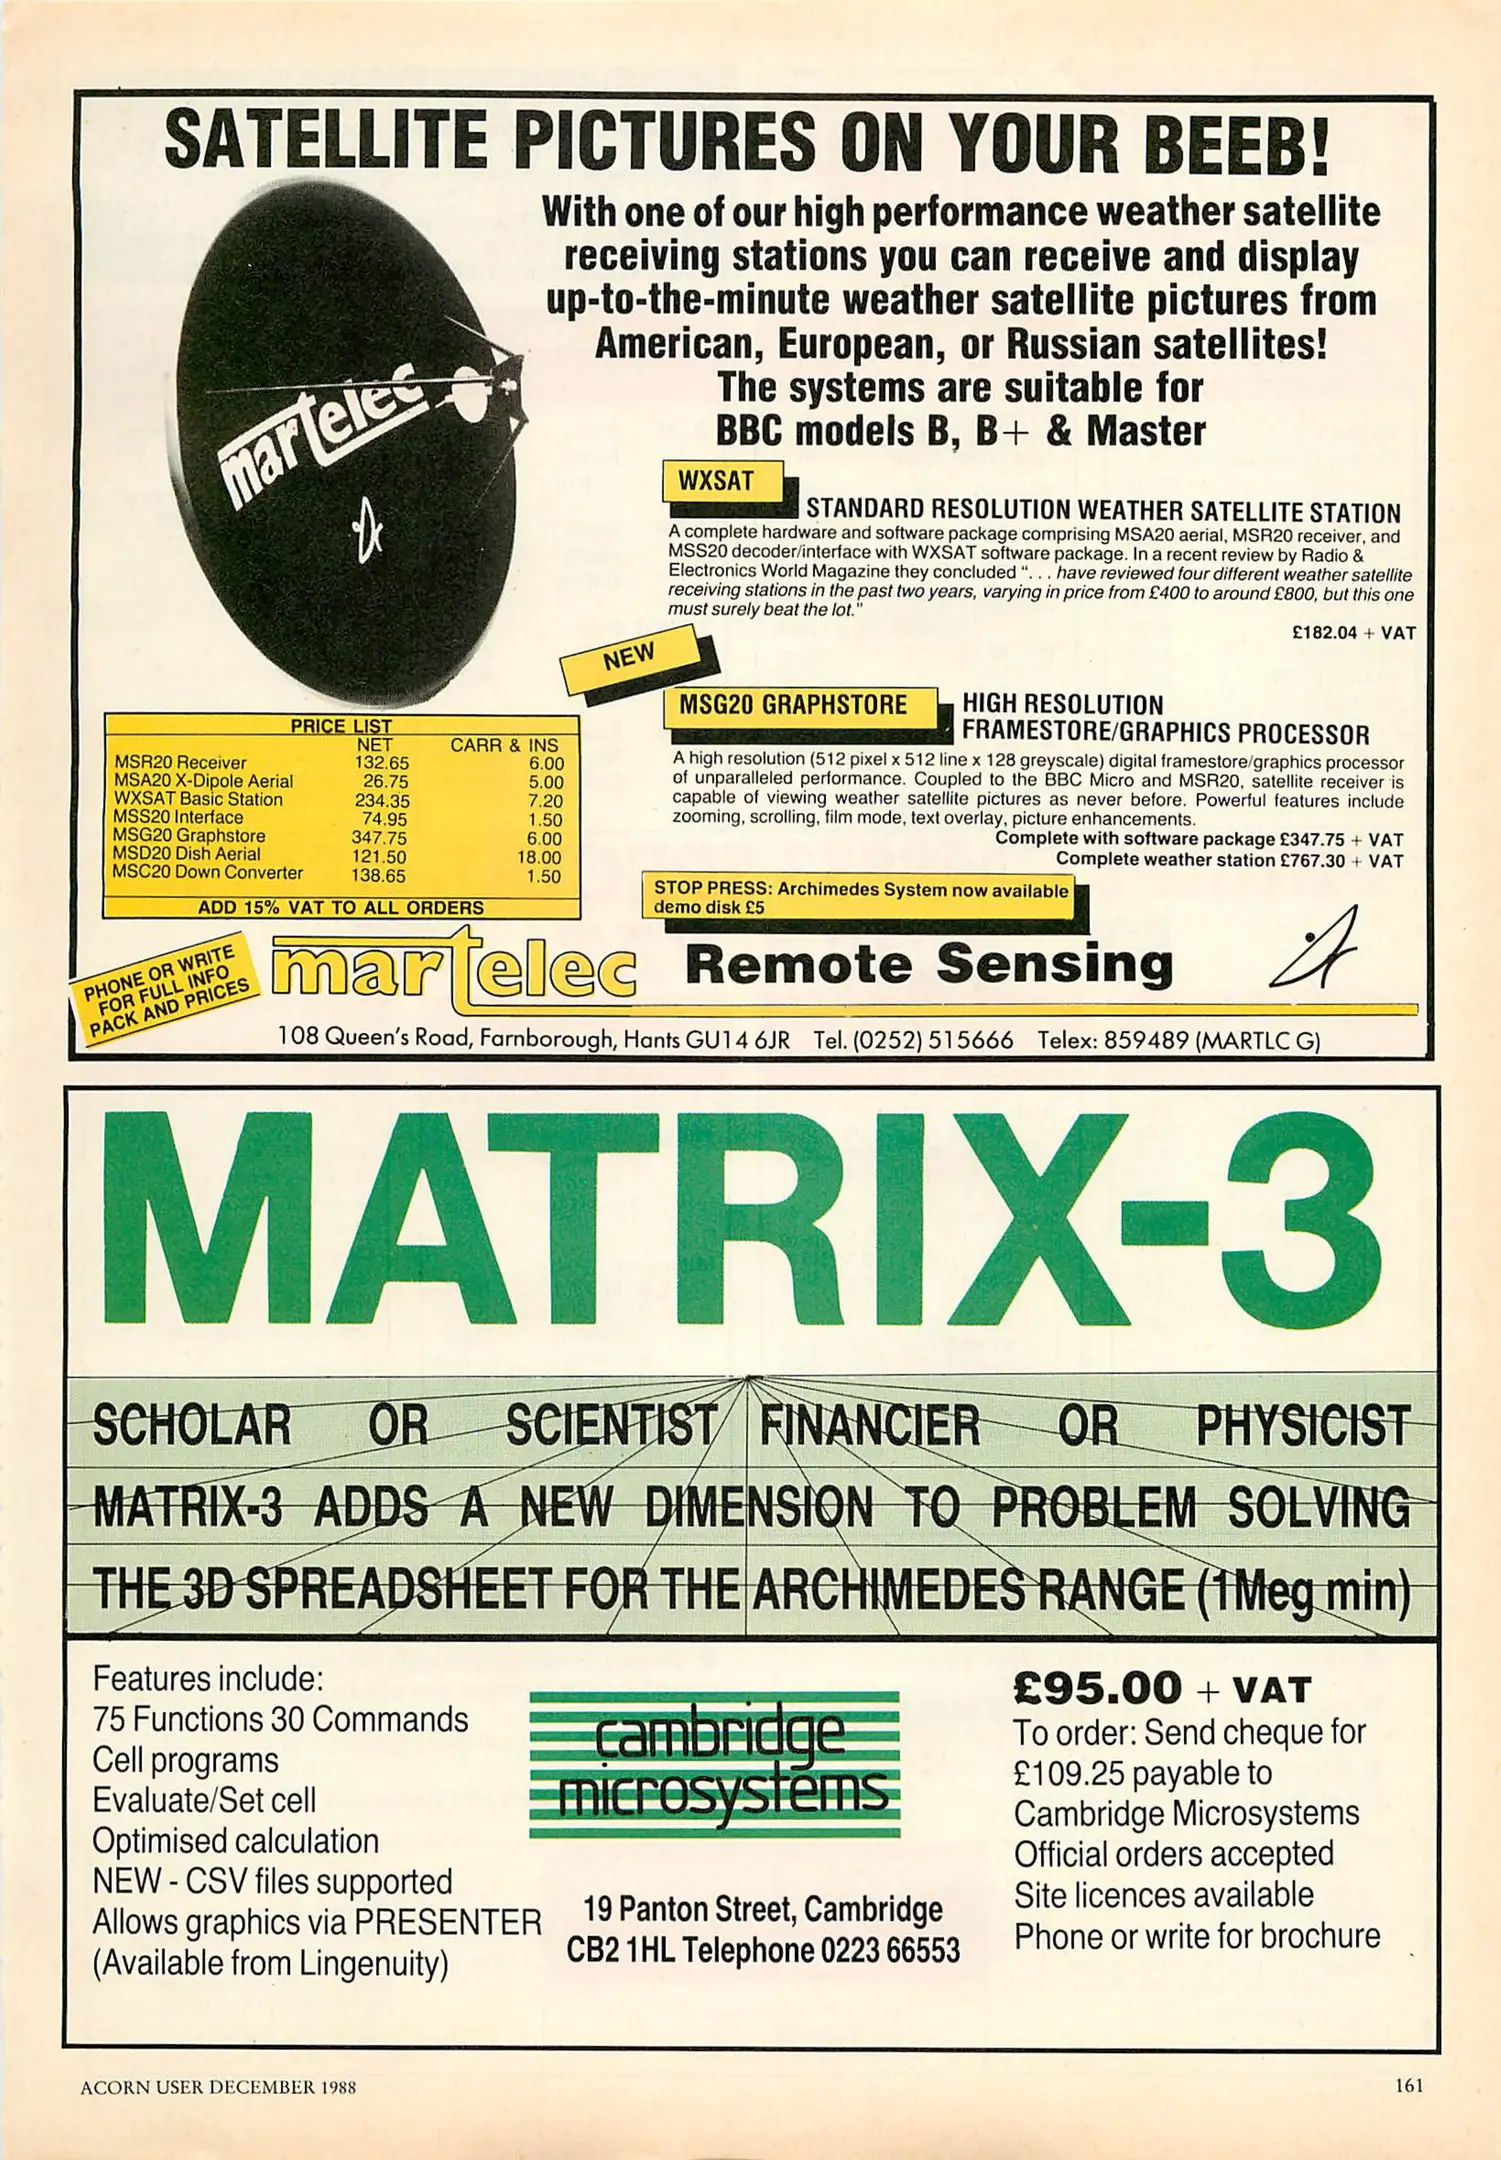 SATELLITE PICTURES ON YOUR BEEB!
With one of our high performance weather satellite
receiving stations you can receive and display
up-to-the-minute weather satellite pictures from
American, European, or Russian satellites!
The systems are suitable for
BBC models B, B+ & Master
martelec
WXSAT
STANDARD RESOLUTION WEATHER SATELLITE STATION
A complete hardware and software package comprising MSA20 aerial, MSR20 receiver, and
MSS20 decoder/interface with WXSAT software package. In a recent review by Radio &
Electronics World Magazine they concluded “. . . have reviewed four different weather satellite
receiving stations in the past two years, varying in price from £400 to around £800, but this one
must surely beat the lot.”
£182.04 + VAT
NEW
MSG20 GRAPHSTORE
HIGH RESOLUTION
FRAMESTORE/GRAPHICS PROCESSOR
A high resolution (512 pixel x 512 line x 128 greyscale) digital framestore/graphics processor
of unparalleled performance. Coupled to the BBC Micro and MSR20, satellite receiver is
capable of viewing weather satellite pictures as never before. Powerful features include
zooming, scrolling, film mode, text overlay, picture enhancements.
Complete with software package £347.75 + VAT
Complete weather station £767.30 + VAT
PRICE LIST
NET CARR & INS
MSR20 Receiver 132.65 6.00
MSA20 X-Dipole Aerial 26.75 5.00
WXSAT Basic Station 234.35 7.20
MSS20 Interface 74.95 1.50
MSG20 Graphstore 347.75 6.00
MSD20 Dish Aerial 121.50 18.00
MSC20 Down Converter 138.65 1.50
ADD 15% VAT TO ALL ORDERS
STOP PRESS: Archimedes System now available
demo disk £5
PHONE OR WRITE
FOR FULL INFO
PACK AND PRICES
martelec Remote Sensing
108 Queen's Road, Farnborough, Hants GU14 6JR Tel. (0252) 515666 Telex: 859489 (MARTLC G)
MATRIX-3
SCHOLAR OR SCIENTIST FINANCIER OR PHYSICIST
MATRIX-3 ADDS A NEW DIMENSION TO PROBLEM SOLVING
THE 3D SPREADSHEET FOR THE ARCHIMEDES RANGE (1Meg min)
Features include:
75 Functions 30 Commands
Cell programs
Evaluate/Set cell
Optimised calculation
NEW - CSV files supported
Allows graphics via PRESENTER
(Available from Lingenuity)
cambridge
microsystems
19 Panton Street, Cambridge
CB2 1HL Telephone 0223 66553
£95.00 + VAT
To order: Send cheque for
£109.25 payable to
Cambridge Microsystems
Official orders accepted
Site licences available
Phone or write for brochure
ACORN USER DECEMBER 1988
161